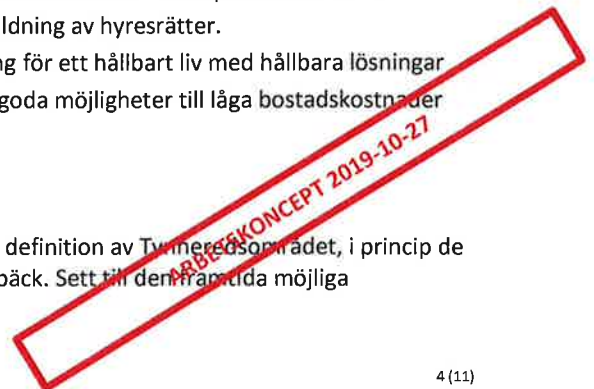 ldning av hyresrätter.
ng för ett hållbart liv med hållbara lösningar
goda möjligheter till låga bostadskostnader
ARBETSKONCEPT 2019-10-27
definition av Tynneredsområdet, i princip de
bäck. Sett till den framtida möjliga
4 (11)